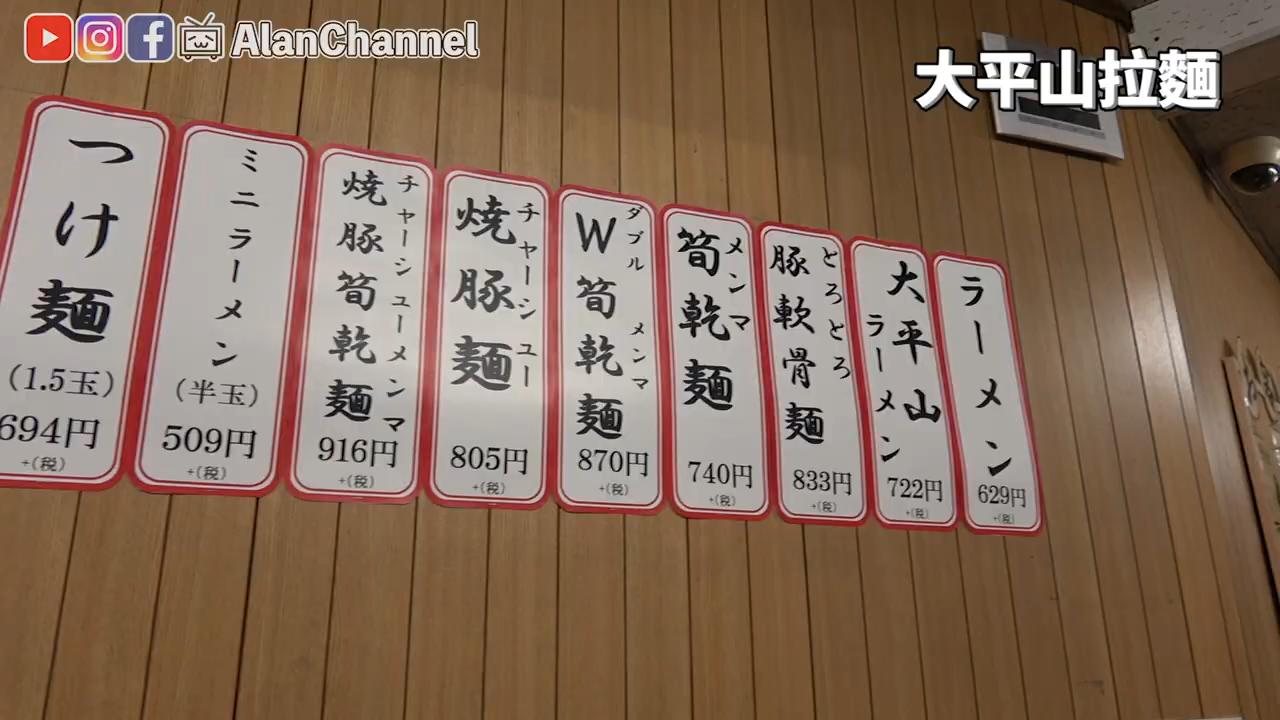 AlanChannel
大平山拉麵
ラーメン
629円
+(税)
大平山
ラーメン
722円
+(税)
とろとろ
豚軟骨麺
833円
+(税)
メンマ
筍乾麺
740円
+(税)
ダブル メンマ
W筍乾麺
870円
+(税)
チャーシュー
焼豚麺
805円
+(税)
チャーシューメンマ
焼豚筍乾麺
916円
+(税)
ミニラーメン
(半玉)
509円
+(税)
つけ麺
(1.5玉)
694円
+(税)